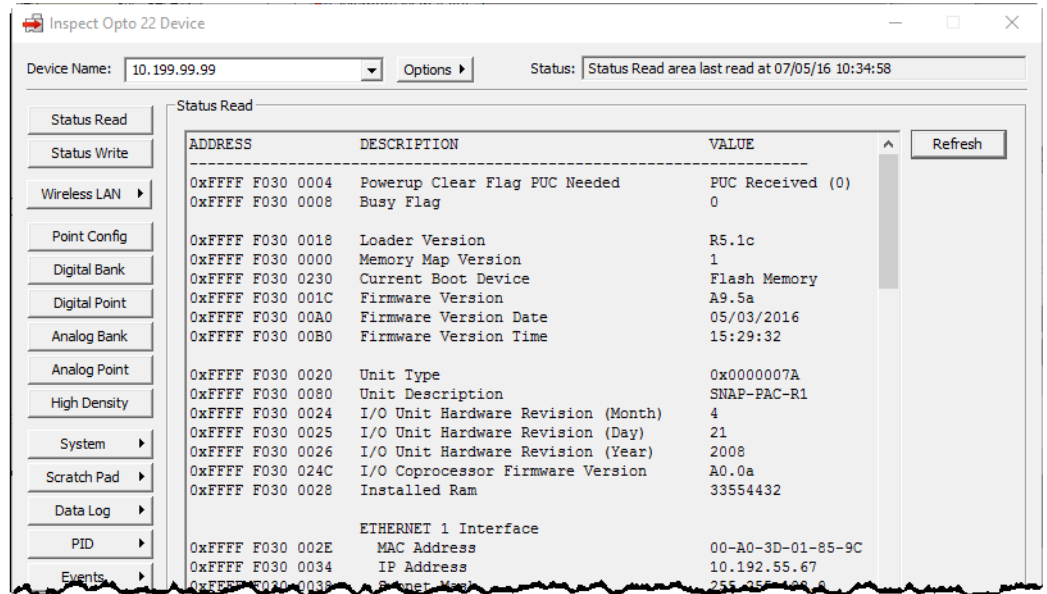 Inspect Opto 22 Device
Device Name: 10.199.99.99 Options Status: Status Read area last read at 07/05/16 10:34:58
Status Read
Status Write
Wireless LAN
Point Config
Digital Bank
Digital Point
Analog Bank
Analog Point
High Density
System
Scratch Pad
Data Log
PID
Events
Status Read
Refresh
ADDRESS DESCRIPTION VALUE
0xFFFF F030 0004 Powerup Clear Flag PUC Needed PUC Received (0)
0xFFFF F030 0008 Busy Flag 0
0xFFFF F030 0018 Loader Version R5.1c
0xFFFF F030 0000 Memory Map Version 1
0xFFFF F030 0230 Current Boot Device Flash Memory
0xFFFF F030 001C Firmware Version A9.5a
0xFFFF F030 00A0 Firmware Version Date 05/03/2016
0xFFFF F030 00B0 Firmware Version Time 15:29:32
0xFFFF F030 0020 Unit Type 0x0000007A
0xFFFF F030 0080 Unit Description SNAP-PAC-R1
0xFFFF F030 0024 I/O Unit Hardware Revision (Month) 4
0xFFFF F030 0025 I/O Unit Hardware Revision (Day) 21
0xFFFF F030 0026 I/O Unit Hardware Revision (Year) 2008
0xFFFF F030 024C I/O Coprocessor Firmware Version A0.0a
0xFFFF F030 0028 Installed Ram 33554432
ETHERNET 1 Interface
0xFFFF F030 002E MAC Address 00-A0-3D-01-85-9C
0xFFFF F030 0034 IP Address 10.192.55.67
0xFFFF F030 0038 Subnet Mask